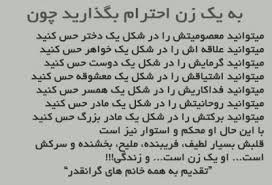 به یک زن احترام بگذارید چون
میتوانید معصومیتش را در شکل یک دختر حس کنید
میتوانید علاقه اش را در شکل یک خواهر حس کنید
میتوانید گرمایش را در شکل یک دوست حس کنید
میتوانید اشتیاقش را در شکل یک معشوقه حس کنید
میتوانید فداکاریش را در شکل یک همسر حس کنید
میتوانید روحانیتش را در شکل یک مادر حس کنید
میتوانید برکتش را در شکل یک مادر بزرگ حس کنید
با این حال او محکم و استوار نیز است
قلبش بسیار لطیف، فریبنده، ملیح، بخشنده و سرکش
است... او یک زن است... و زندگی!!!
"تقدیم به همه خانم های گرانقدر"